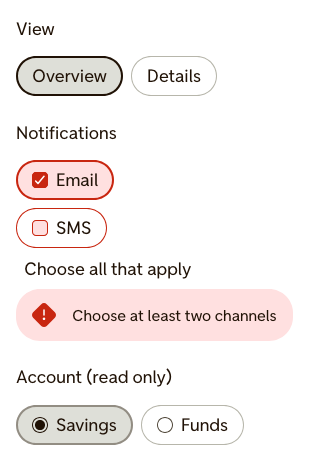 View
Overview
Details
Notifications
Email
SMS
Choose all that apply
Choose at least two channels
Account (read only)
Savings
Funds